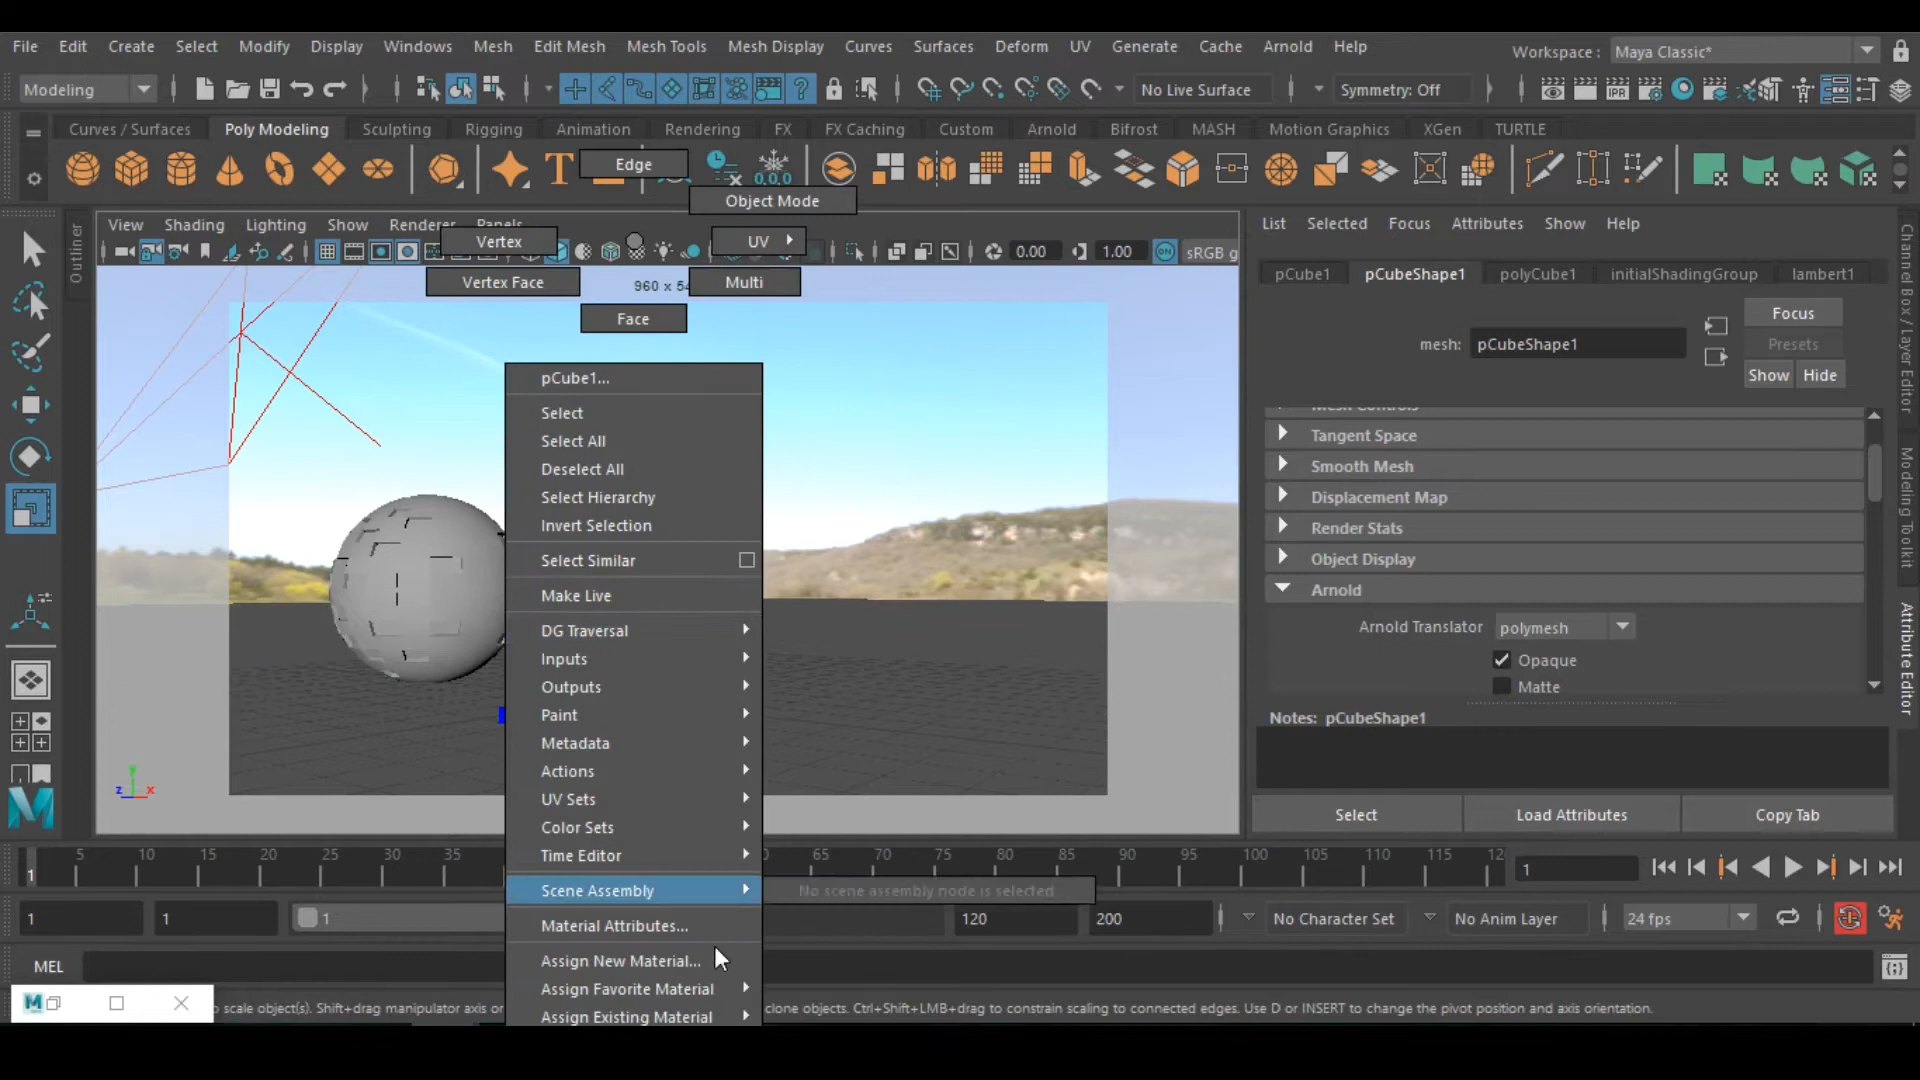 File Edit Create Select Modify Display Windows Mesh Edit Mesh Mesh Tools Mesh Display Curves Surfaces Deform UV Generate Cache Arnold Help
Workspace : Maya Classic*
Modeling No Live Surface Symmetry: Off
Curves / Surfaces Poly Modeling Sculpting Rigging Animation Rendering FX FX Caching Custom Arnold Bifrost MASH Motion Graphics XGen TURTLE
T
IPR
0,0,0
Edge
Object Mode
View Shading Lighting Show Renderer Panels
Vertex
UV
0.00
1.00
ON
sRGB g
Vertex Face
960 x 54
Multi
Face
pCube1...
Select
Select All
Deselect All
Select Hierarchy
Invert Selection
Select Similar
Make Live
DG Traversal
Inputs
Outputs
Paint
Metadata
Actions
UV Sets
Color Sets
Time Editor
Scene Assembly
No scene assembly node is selected
Material Attributes...
Assign New Material...
Assign Favorite Material
Assign Existing Material
Outliner
y
z x
M
List Selected Focus Attributes Show Help
pCube1 pCubeShape1 polyCube1 initialShadingGroup lambert1
mesh: pCubeShape1
Focus
Presets
Show Hide
Mesh Controls
Tangent Space
Smooth Mesh
Displacement Map
Render Stats
Object Display
Arnold
Arnold Translator polymesh
Opaque
Matte
Notes: pCubeShape1
Select Load Attributes Copy Tab
Channel Box / Layer Editor
Modeling Toolkit
Attribute Editor
1 5 10 15 20 25 30 35 65 70 75 80 85 90 95 100 105 110 115 12
1
1 1 1 120 200 No Character Set No Anim Layer 24 fps
MEL
M
o scale object(s). Shift+drag manipulator axis or
clone objects. Ctrl+Shift+LMB+drag to constrain scaling to connected edges. Use D or INSERT to change the pivot position and axis orientation.